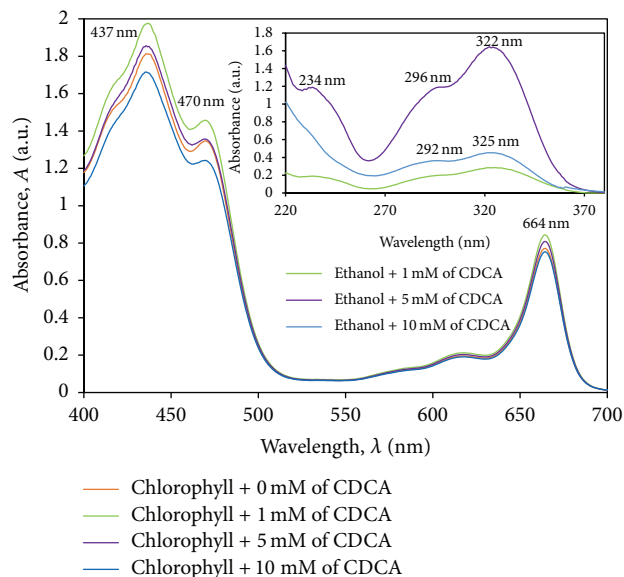 2
1.8
1.6
1.4
1.2
1
0.8
0.6
0.4
0.2
0
Absorbance, A (a.u.)
400
450
500
550
600
650
700
Wavelength, λ (nm)
437 nm
470 nm
664 nm
1.8
1.6
1.4
1.2
1
0.8
0.6
0.4
0.2
0
Absorbance (a.u.)
220
270
320
370
Wavelength (nm)
234 nm
296 nm
322 nm
292 nm
325 nm
Ethanol + 1 mM of CDCA
Ethanol + 5 mM of CDCA
Ethanol + 10 mM of CDCA
Chlorophyll + 0 mM of CDCA
Chlorophyll + 1 mM of CDCA
Chlorophyll + 5 mM of CDCA
Chlorophyll + 10 mM of CDCA